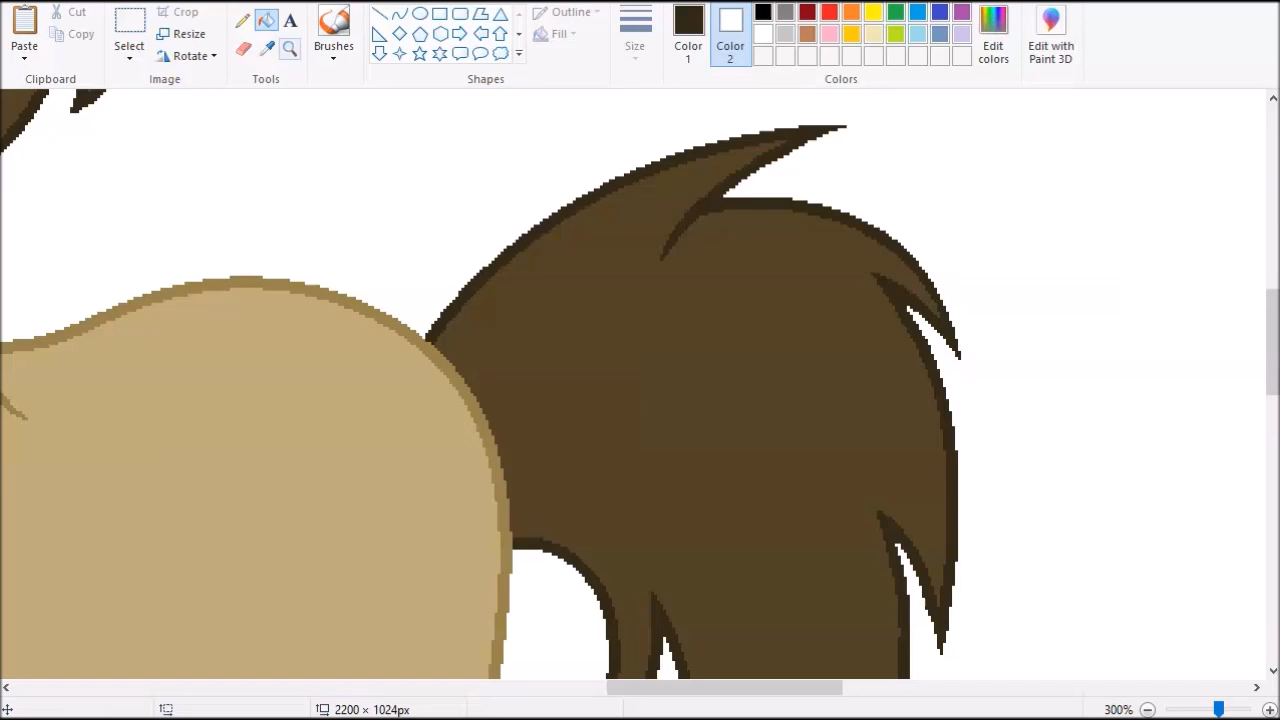 Cut
Copy
Paste
Clipboard
Select
Crop
Resize
Rotate
Image
A
Tools
Brushes
Outline
Fill
Shapes
Size
Color 1
Color 2
Edit colors
Colors
Edit with Paint 3D
2200 × 1024px
300%